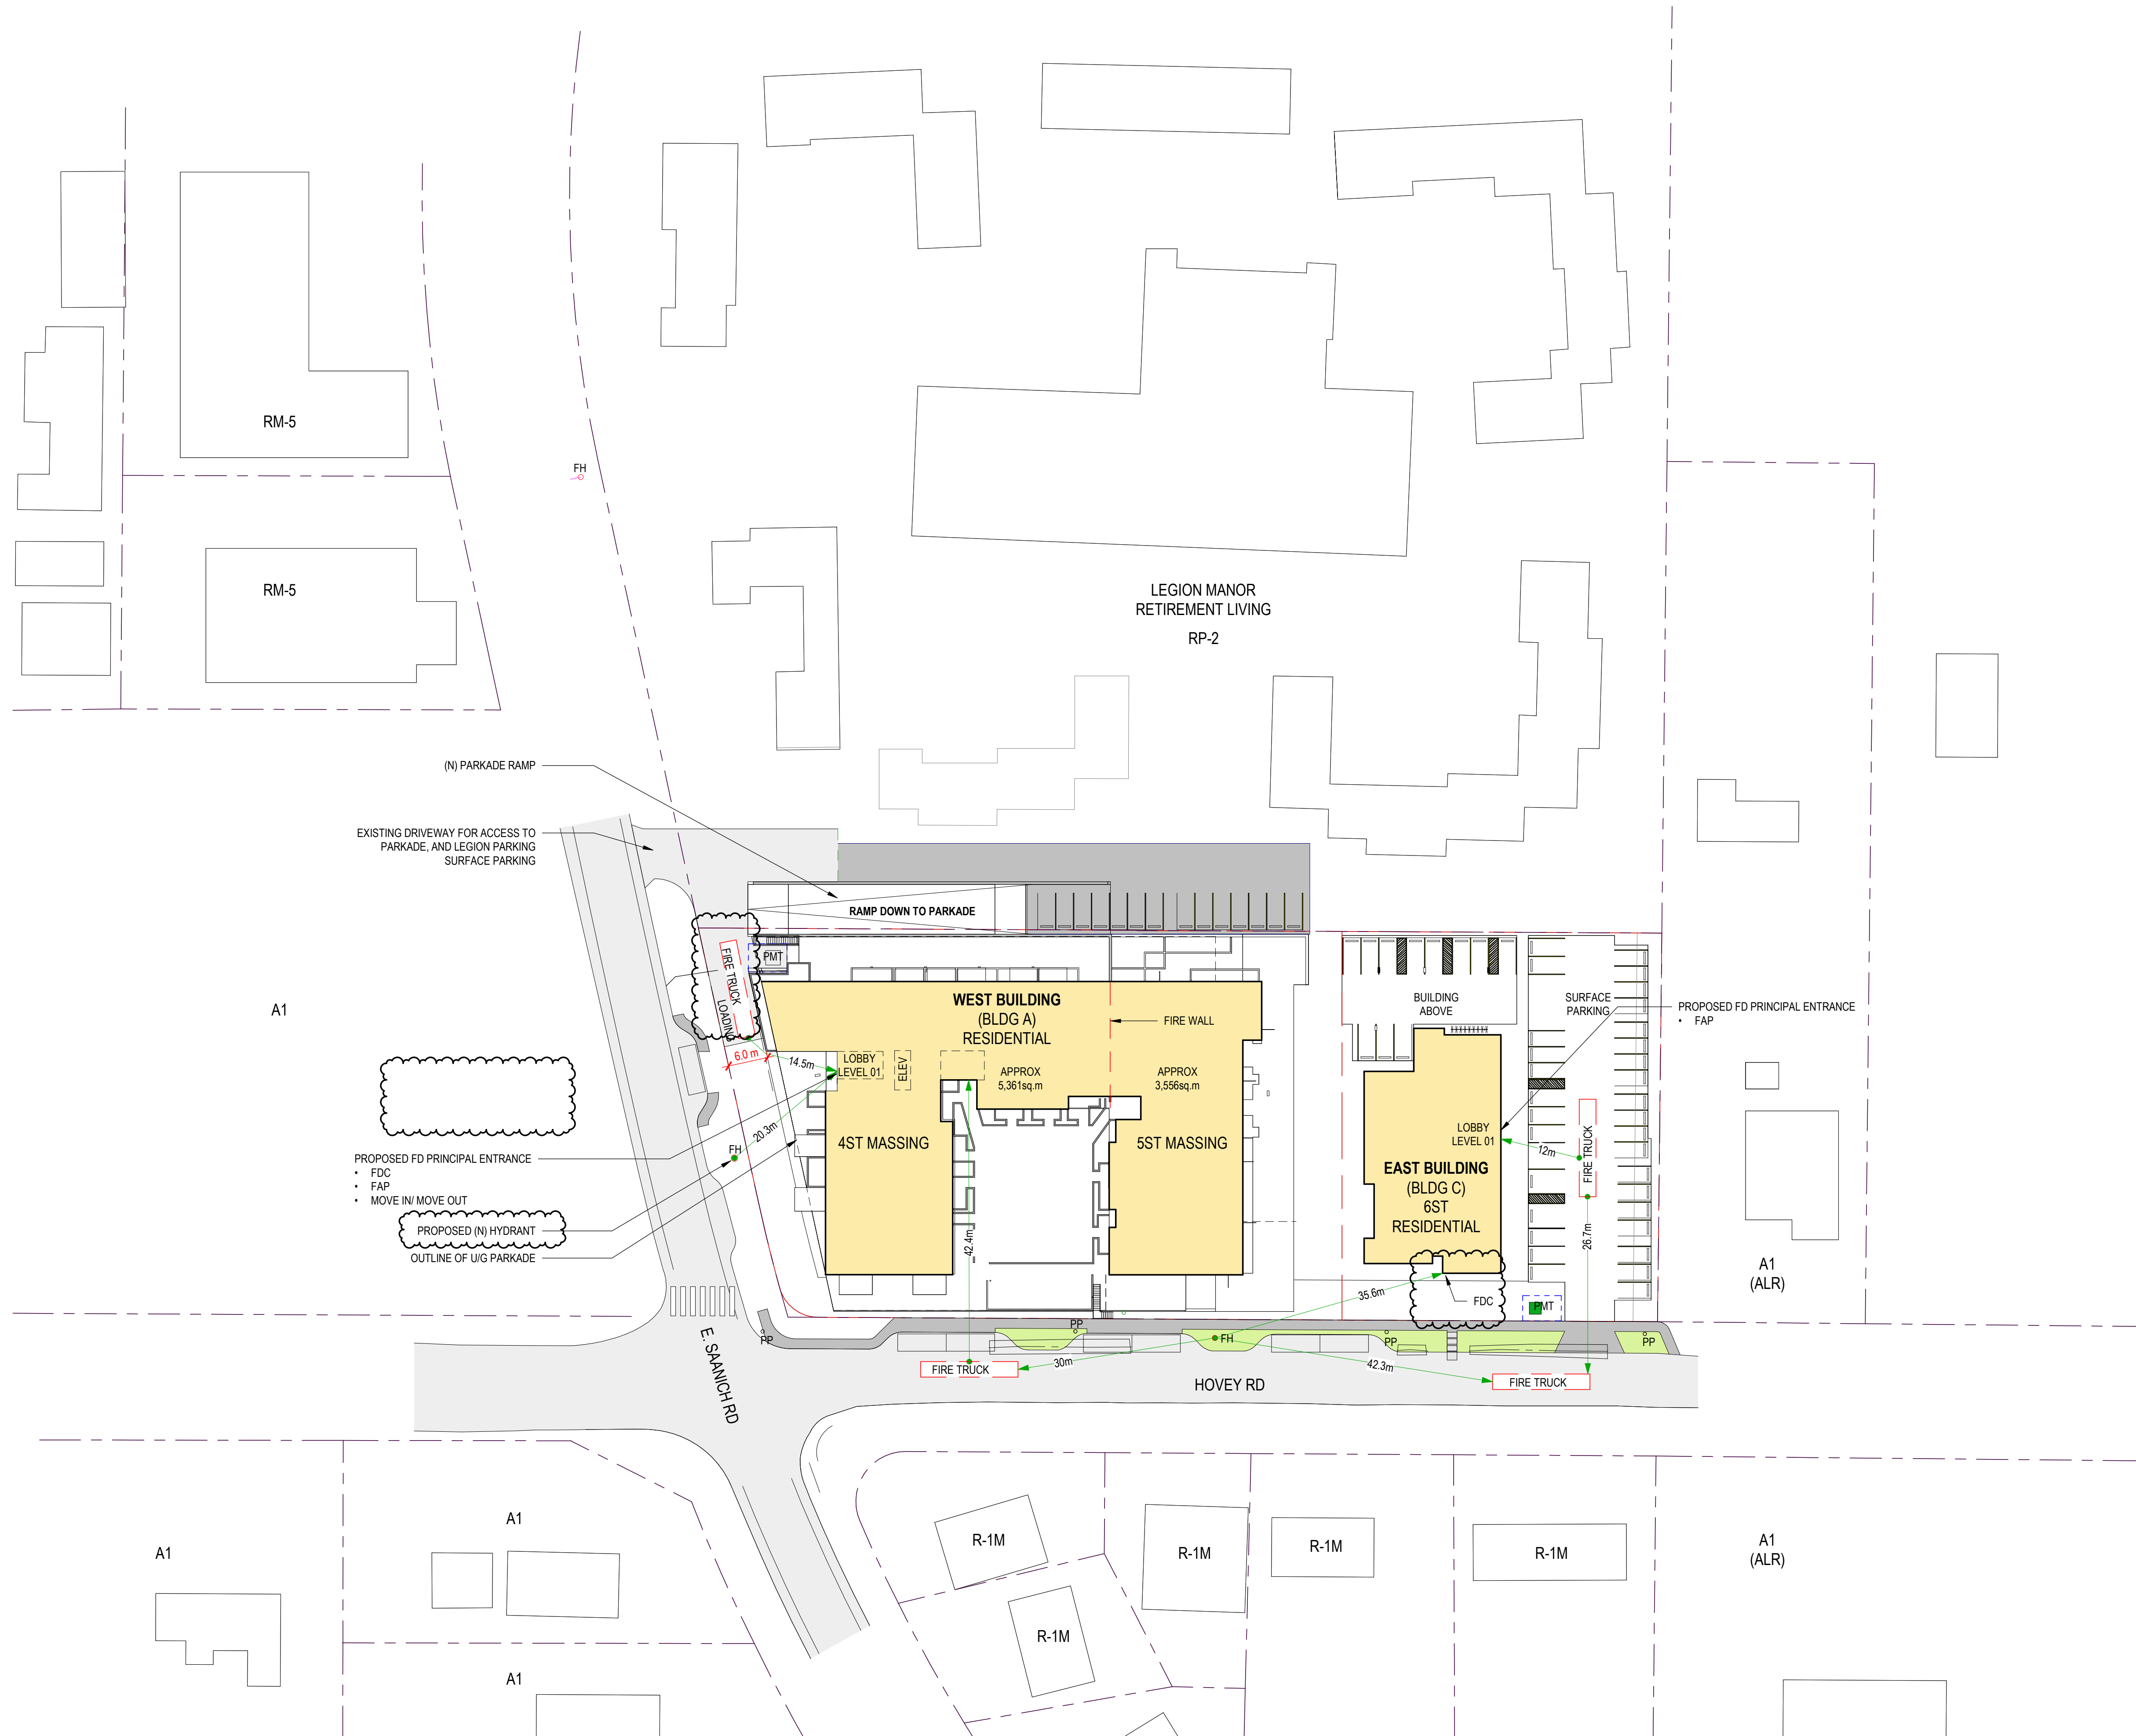 RM-5
FH
RM-5
LEGION MANOR
RETIREMENT LIVING
RP-2
(N) PARKADE RAMP
EXISTING DRIVEWAY FOR ACCESS TO
PARKADE, AND LEGION PARKING
SURFACE PARKING
RAMP DOWN TO PARKADE
FIRE TRUCK
LOADING
PMT
A1
WEST BUILDING
(BLDG A)
RESIDENTIAL
FIRE WALL
BUILDING
ABOVE
SURFACE
PARKING
PROPOSED FD PRINCIPAL ENTRANCE
• FAP
6.0 m
14.5m
LOBBY
LEVEL 01
ELEV
APPROX
5,361sq.m
APPROX
3,556sq.m
20.3m
FH
4ST MASSING
5ST MASSING
LOBBY
LEVEL 01
12m
FIRE TRUCK
PROPOSED FD PRINCIPAL ENTRANCE
• FDC
• FAP
• MOVE IN/ MOVE OUT
PROPOSED (N) HYDRANT
OUTLINE OF U/G PARKADE
EAST BUILDING
(BLDG C)
6ST
RESIDENTIAL
42.4m
26.7m
A1
(ALR)
35.6m
FDC
PMT
PP
PP
FH
PP
PP
E. SAANICH RD
FIRE TRUCK
30m
42.3m
FIRE TRUCK
HOVEY RD
A1
A1
R-1M
R-1M
R-1M
R-1M
A1
(ALR)
R-1M
A1